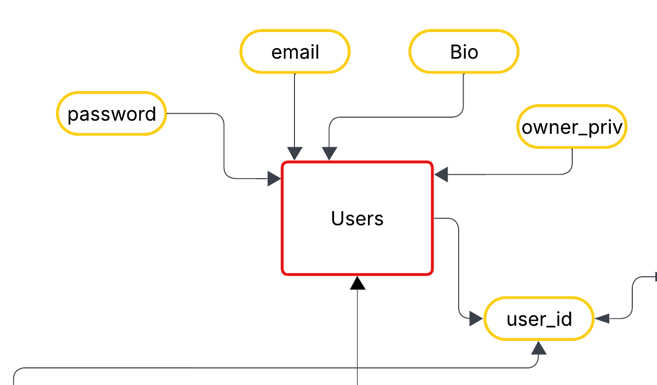 email
Bio
password
owner_priv
Users
user_id